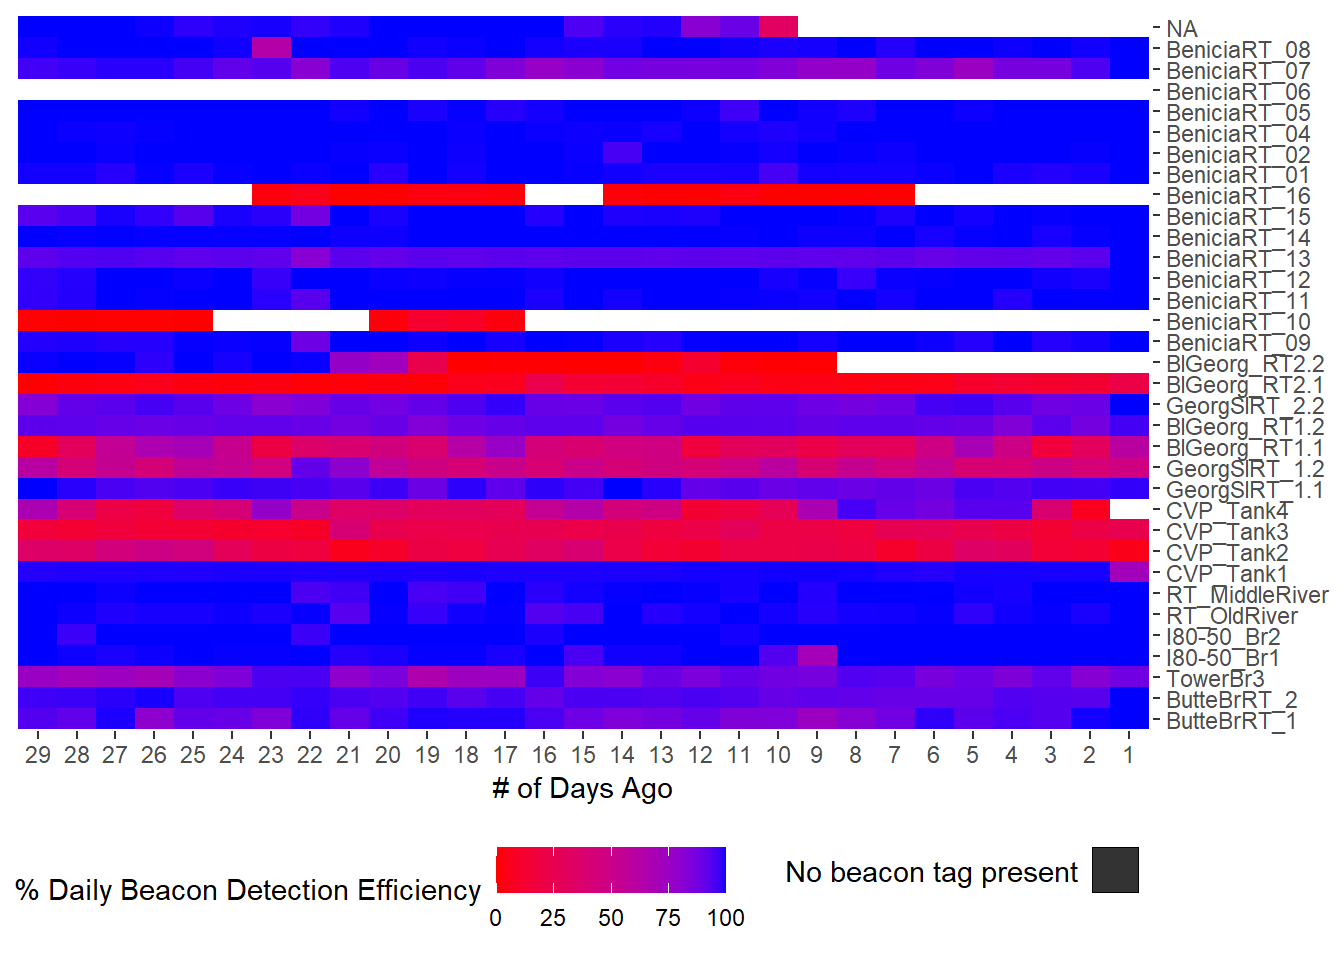 NA
BeniciaRT_08
BeniciaRT_07
BeniciaRT_06
BeniciaRT_05
BeniciaRT_04
BeniciaRT_02
BeniciaRT_01
BeniciaRT_16
BeniciaRT_15
BeniciaRT_14
BeniciaRT_13
BeniciaRT_12
BeniciaRT_11
BeniciaRT_10
BeniciaRT_09
BlGeorg_RT2.2
BlGeorg_RT2.1
GeorgSlRT_2.2
BlGeorg_RT1.2
BlGeorg_RT1.1
GeorgSlRT_1.2
GeorgSlRT_1.1
CVP_Tank4
CVP_Tank3
CVP_Tank2
CVP_Tank1
RT_MiddleRiver
RT_OldRiver
I80-50_Br2
I80-50_Br1
TowerBr3
ButteBrRT_2
ButteBrRT_1
29 28 27 26 25 24 23 22 21 20 19 18 17 16 15 14 13 12 11 10 9 8 7 6 5 4 3 2 1
# of Days Ago
% Daily Beacon Detection Efficiency
0 25 50 75 100
No beacon tag present